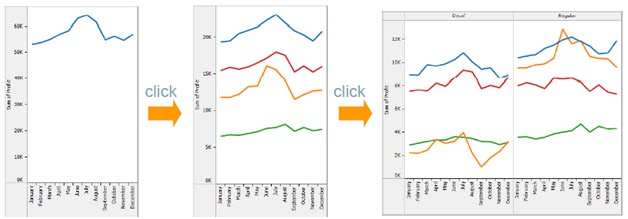 60K
50K
40K
30K
20K
10K
0K
Sum of Profit
January
February
March
April
May
June
July
August
September
October
November
December
click
20K
15K
10K
5K
0K
Sum of Profit
January
February
March
April
May
June
July
August
September
October
November
December
click
Decaf
Regular
12K
10K
8K
6K
4K
2K
0K
Sum of Profit
January
February
March
April
May
June
July
August
September
October
November
December
January
February
March
April
May
June
July
August
September
October
November
December